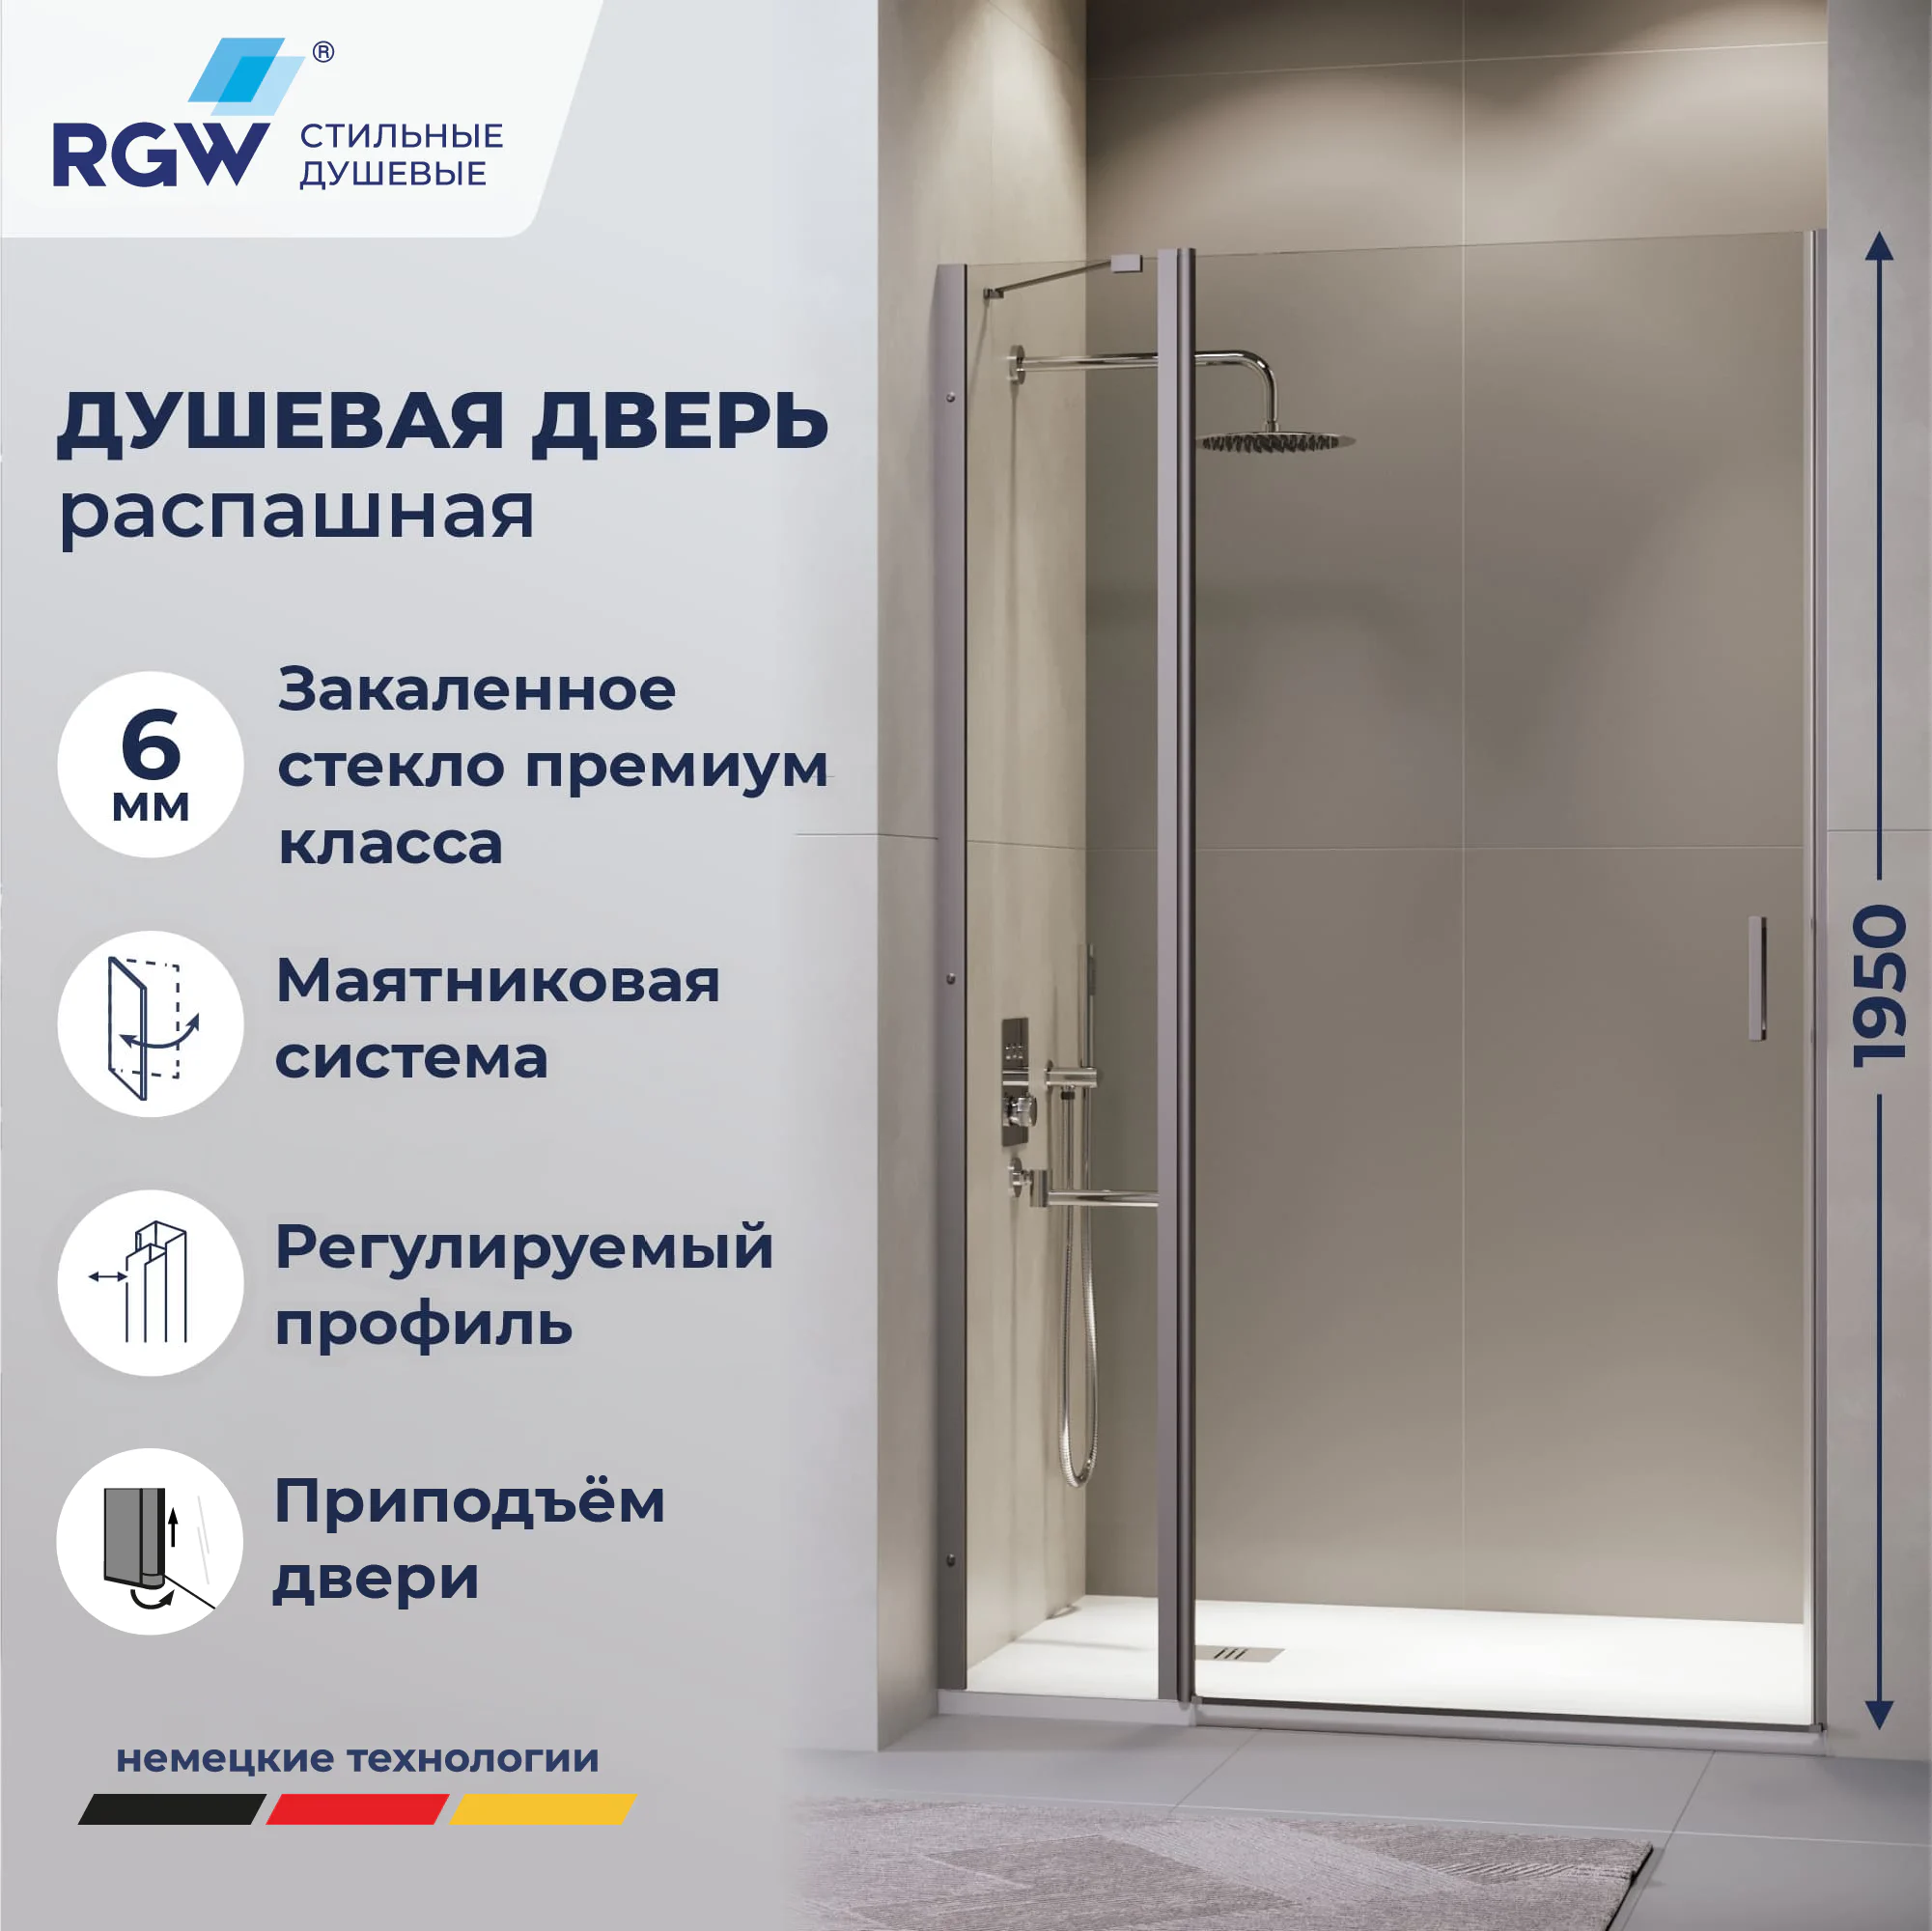 RGW®
СТИЛЬНЫЕ
ДУШЕВЫЕ
ДУШЕВАЯ ДВЕРЬ
распашная
6
мм
Закаленное
стекло премиум
класса
Маятниковая
система
Регулируемый
профиль
Приподъём
двери
немецкие технологии
1950